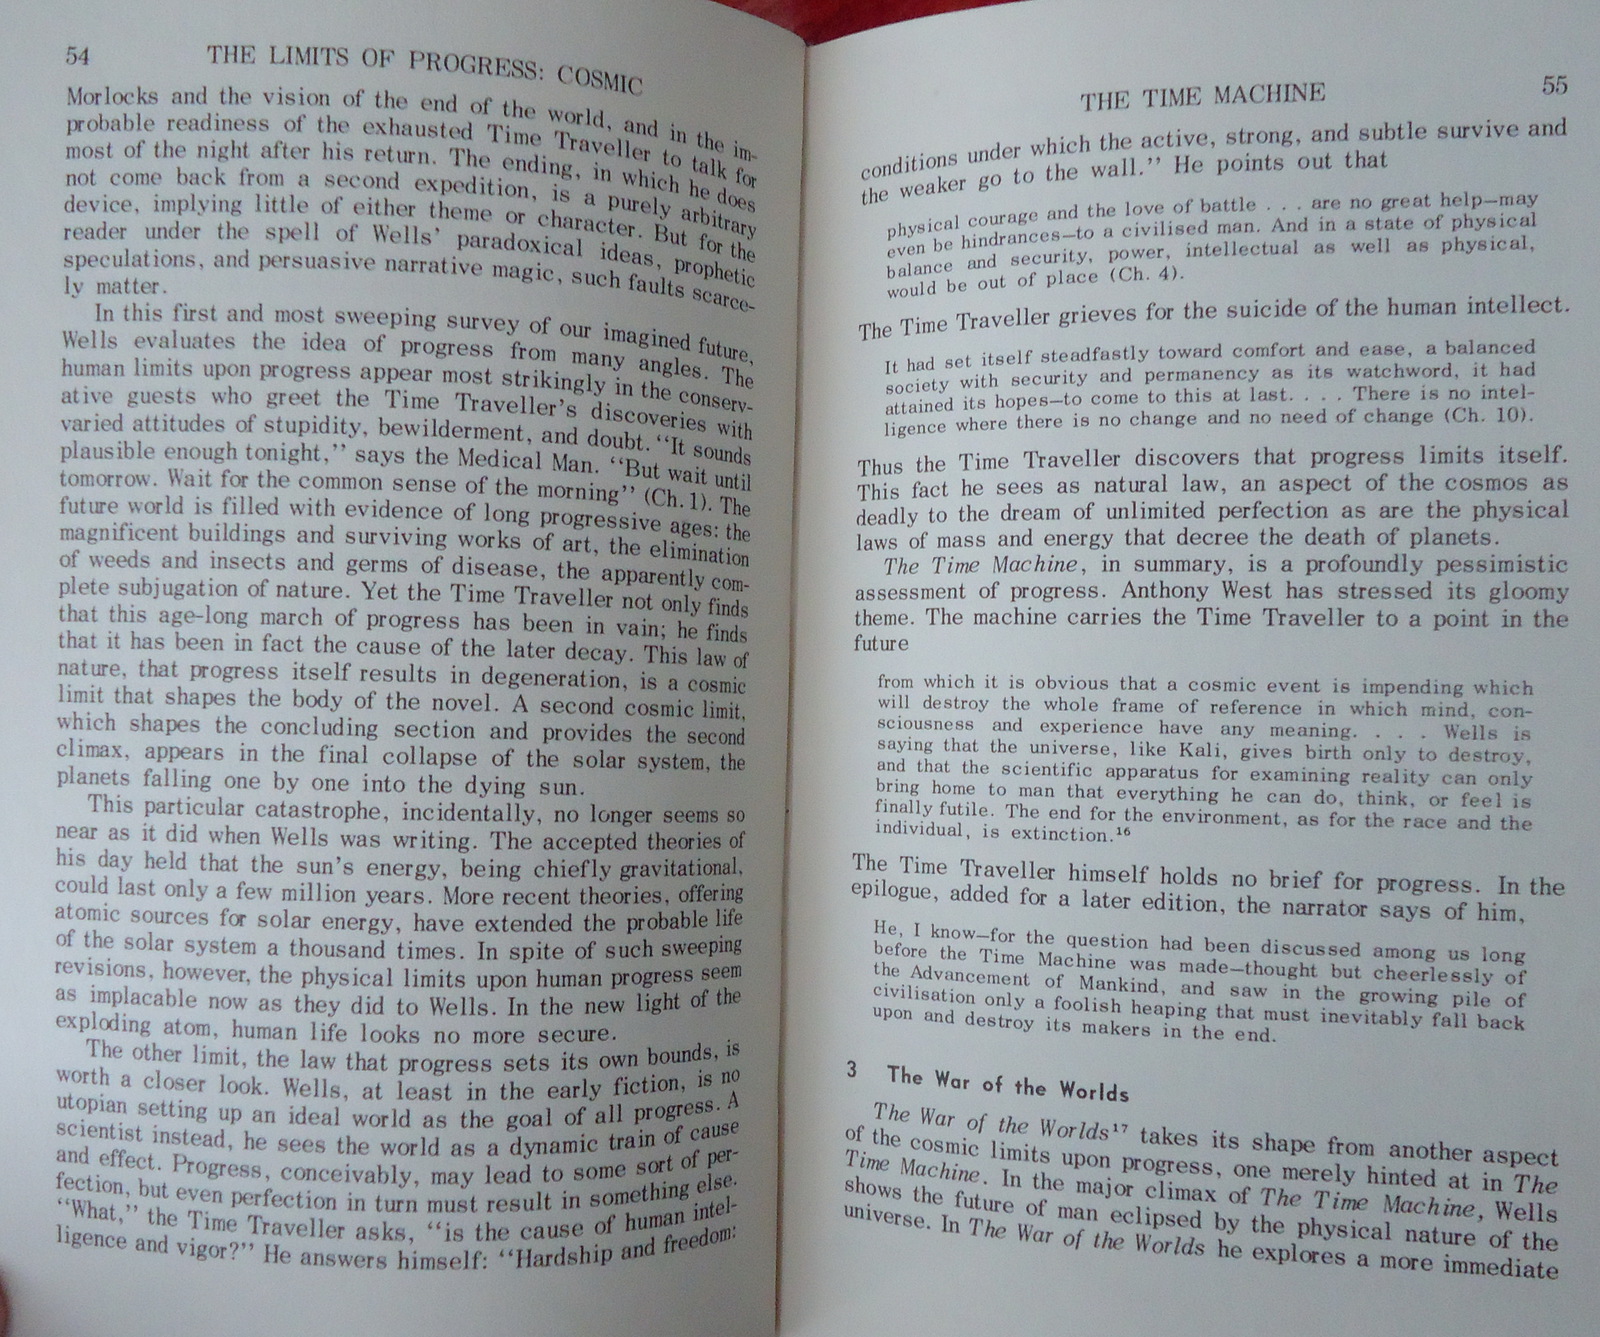 54 THE LIMITS OF PROGRESS: COSMIC
Morlocks and the vision of the end of the world, and in the im-
probable readiness of the exhausted Time Traveller to talk for
most of the night after his return. The ending, in which he does
not come back from a second expedition, is a purely arbitrary
device, implying little of either theme or character. But for the
reader under the spell of Wells' paradoxical ideas, prophetic
speculations, and persuasive narrative magic, such faults scarce-
ly matter.
In this first and most sweeping survey of our imagined future,
Wells evaluates the idea of progress from many angles. The
human limits upon progress appear most strikingly in the conserv-
ative guests who greet the Time Traveller's discoveries with
varied attitudes of stupidity, bewilderment, and doubt. "It sounds
plausible enough tonight," says the Medical Man. "But wait until
tomorrow. Wait for the common sense of the morning" (Ch. 1). The
future world is filled with evidence of long progressive ages: the
magnificent buildings and surviving works of art, the elimination
of weeds and insects and germs of disease, the apparently com-
plete subjugation of nature. Yet the Time Traveller not only finds
that this age-long march of progress has been in vain; he finds
that it has been in fact the cause of the later decay. This law of
nature, that progress itself results in degeneration, is a cosmic
limit that shapes the body of the novel. A second cosmic limit,
which shapes the concluding section and provides the second
climax, appears in the final collapse of the solar system, the
planets falling one by one into the dying sun.
This particular catastrophe, incidentally, no longer seems so
near as it did when Wells was writing. The accepted theories of
his day held that the sun's energy, being chiefly gravitational,
could last only a few million years. More recent theories, offering
atomic sources for solar energy, have extended the probable life
of the solar system a thousand times. In spite of such sweeping
revisions, however, the physical limits upon human progress seem
as implacable now as they did to Wells. In the new light of the
exploding atom, human life looks no more secure.
The other limit, the law that progress sets its own bounds, is
worth a closer look. Wells, at least in the early fiction, is no
utopian setting up an ideal world as the goal of all progress. A
scientist instead, he sees the world as a dynamic train of cause
and effect. Progress, conceivably, may lead to some sort of per-
fection, but even perfection in turn must result in something else.
"What," the Time Traveller asks, "is the cause of human intel-
ligence and vigor?" He answers himself: "Hardship and freedom:
THE TIME MACHINE 55
conditions under which the active, strong, and subtle survive and
the weaker go to the wall." He points out that
physical courage and the love of battle . . . are no great help—may
even be hindrances—to a civilised man. And in a state of physical
balance and security, power, intellectual as well as physical,
would be out of place (Ch. 4).
The Time Traveller grieves for the suicide of the human intellect.
It had set itself steadfastly toward comfort and ease, a balanced
society with security and permanency as its watchword, it had
attained its hopes—to come to this at last. . . . There is no intel-
ligence where there is no change and no need of change (Ch. 10).
Thus the Time Traveller discovers that progress limits itself.
This fact he sees as natural law, an aspect of the cosmos as
deadly to the dream of unlimited perfection as are the physical
laws of mass and energy that decree the death of planets.
The Time Machine, in summary, is a profoundly pessimistic
assessment of progress. Anthony West has stressed its gloomy
theme. The machine carries the Time Traveller to a point in the
future
from which it is obvious that a cosmic event is impending which
will destroy the whole frame of reference in which mind, con-
sciousness and experience have any meaning. . . . Wells is
saying that the universe, like Kali, gives birth only to destroy,
and that the scientific apparatus for examining reality can only
bring home to man that everything he can do, think, or feel is
finally futile. The end for the environment, as for the race and the
individual, is extinction.¹⁶
The Time Traveller himself holds no brief for progress. In the
epilogue, added for a later edition, the narrator says of him,
He, I know—for the question had been discussed among us long
before the Time Machine was made—thought but cheerlessly of
the Advancement of Mankind, and saw in the growing pile of
civilisation only a foolish heaping that must inevitably fall back
upon and destroy its makers in the end.
3 The War of the Worlds
The War of the Worlds¹⁷ takes its shape from another aspect
of the cosmic limits upon progress, one merely hinted at in The
Time Machine. In the major climax of The Time Machine, Wells
shows the future of man eclipsed by the physical nature of the
universe. In The War of the Worlds he explores a more immediate